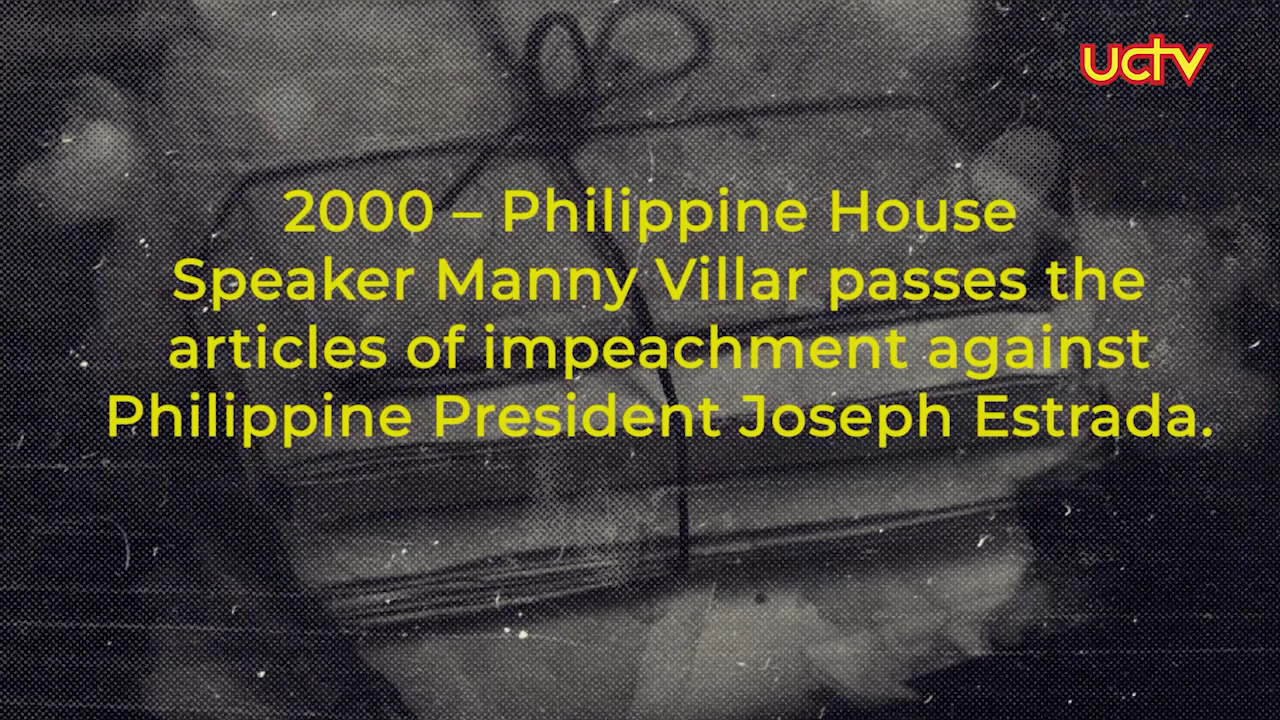 uctv
2000 – Philippine House
Speaker Manny Villar passes the
articles of impeachment against
Philippine President Joseph Estrada.